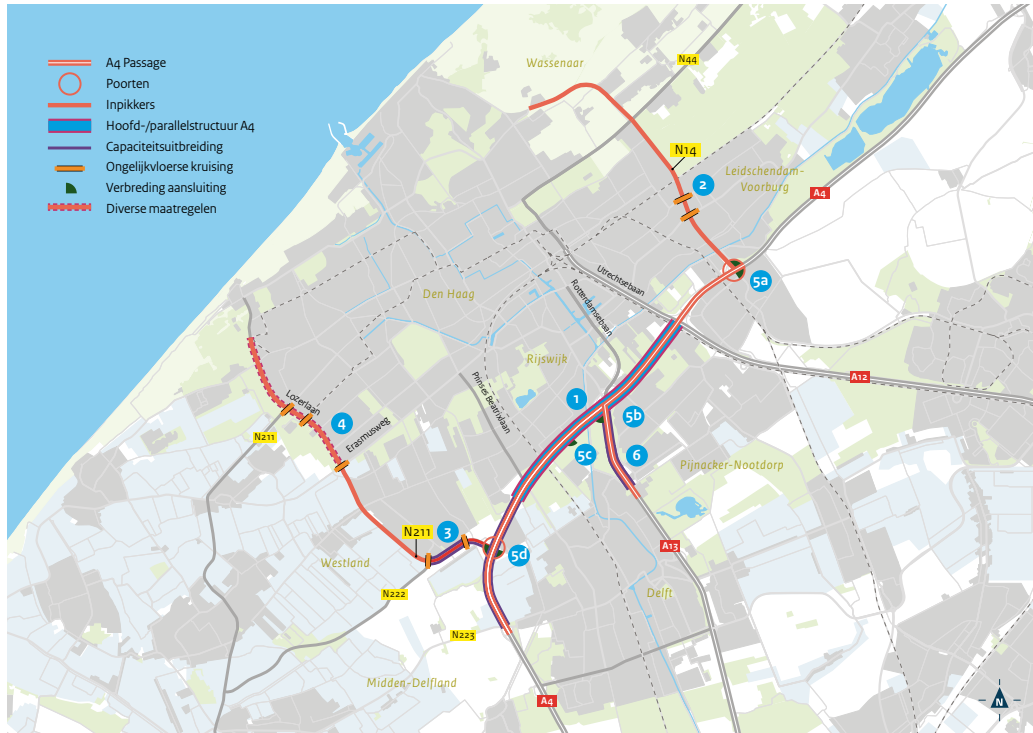 A4 Passage
Poorten
Inpikkers
Hoofd-/parallelstructuur A4
Capaciteitsuitbreiding
Ongelijkvloerse kruising
Verbreding aansluiting
Diverse maatregelen
Wassenaar
N44
N14
2
Leidschendam-
Voorburg
A4
5a
Utrechtsebaan
Den Haag
Rotterdamsebaan
Rijswijk
A12
Prinses Beatrixlaan
1
5b
Lozerlaan
4
Erasmusweg
N211
5c
6
Pijnacker-Nootdorp
N211
3
5d
A13
Westland
N222
Delft
N223
Midden-Delfland
A4
N